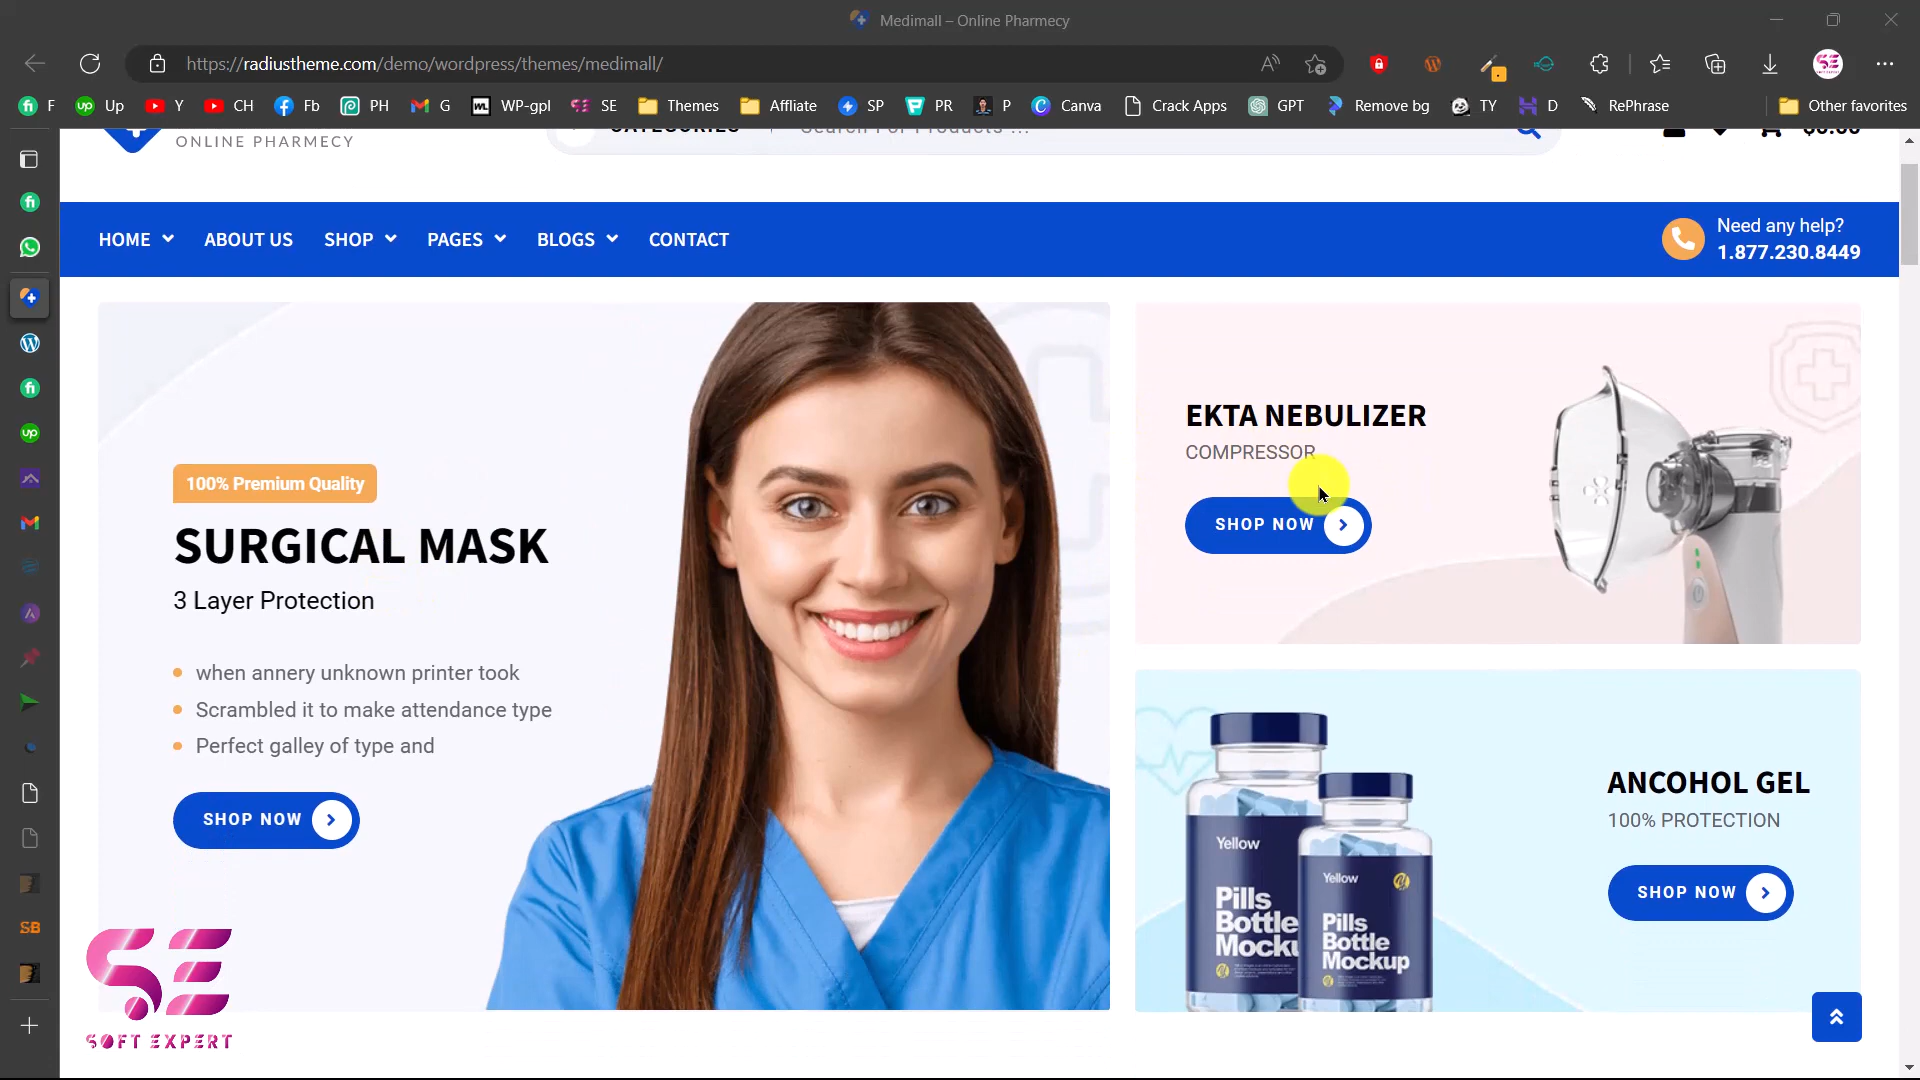 Medimall – Online Pharmacy
https://radiustheme.com/demo/wordpress/themes/medimall/
F Up Y CH Fb PH G WP-gpl SE Themes Affliate SP PR P Canva Crack Apps GPT Remove bg TY D RePhrase Other favorites
ONLINE PHARMACY
CATEGORIES
Search For Products ...
$0.00
HOME ABOUT US SHOP PAGES BLOGS CONTACT
Need any help?
1.877.230.8449
100% Premium Quality
SURGICAL MASK
3 Layer Protection
when annery unknown printer took
Scrambled it to make attendance type
Perfect galley of type and
SHOP NOW
EKTA NEBULIZER
COMPRESSOR
SHOP NOW
Yellow
Pills
Bottle
Mocku
Yellow
Pills
Bottle
Mockup
ANCOHOL GEL
100% PROTECTION
SHOP NOW
SB
SE
SOFT EXPERT